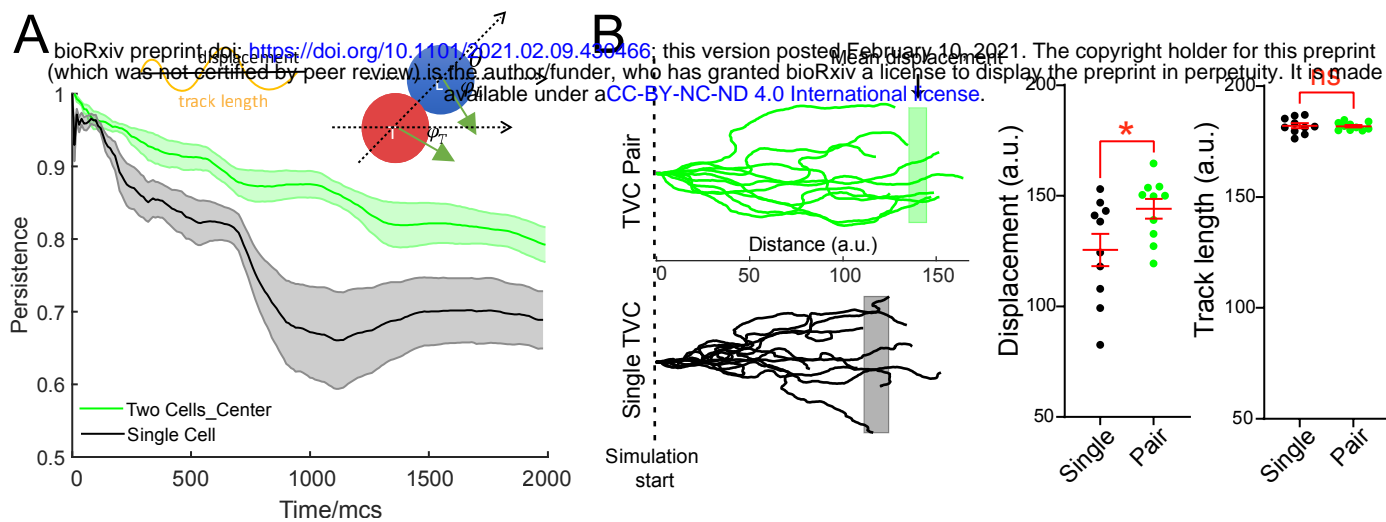 A
B
bioRxiv preprint doi: https://doi.org/10.1101/2021.02.09.430466; this version posted February 10, 2021. The copyright holder for this preprint
(which was not certified by peer review) is the author/funder, who has granted bioRxiv a license to display the preprint in perpetuity. It is made
available under aCC-BY-NC-ND 4.0 International license.
displacement
track length
θ
L
T
φT
1
0.9
0.8
0.7
0.6
0.5
Persistence
Two Cells_Center
Single Cell
0
500
1000
1500
2000
Time/mcs
Mean displacement
TVC Pair
Distance (a.u.)
0
50
100
150
Single TVC
Simulation
start
Displacement (a.u.)
200
150
100
50
*
Single
Pair
Track length (a.u.)
200
150
100
50
ns
Single
Pair